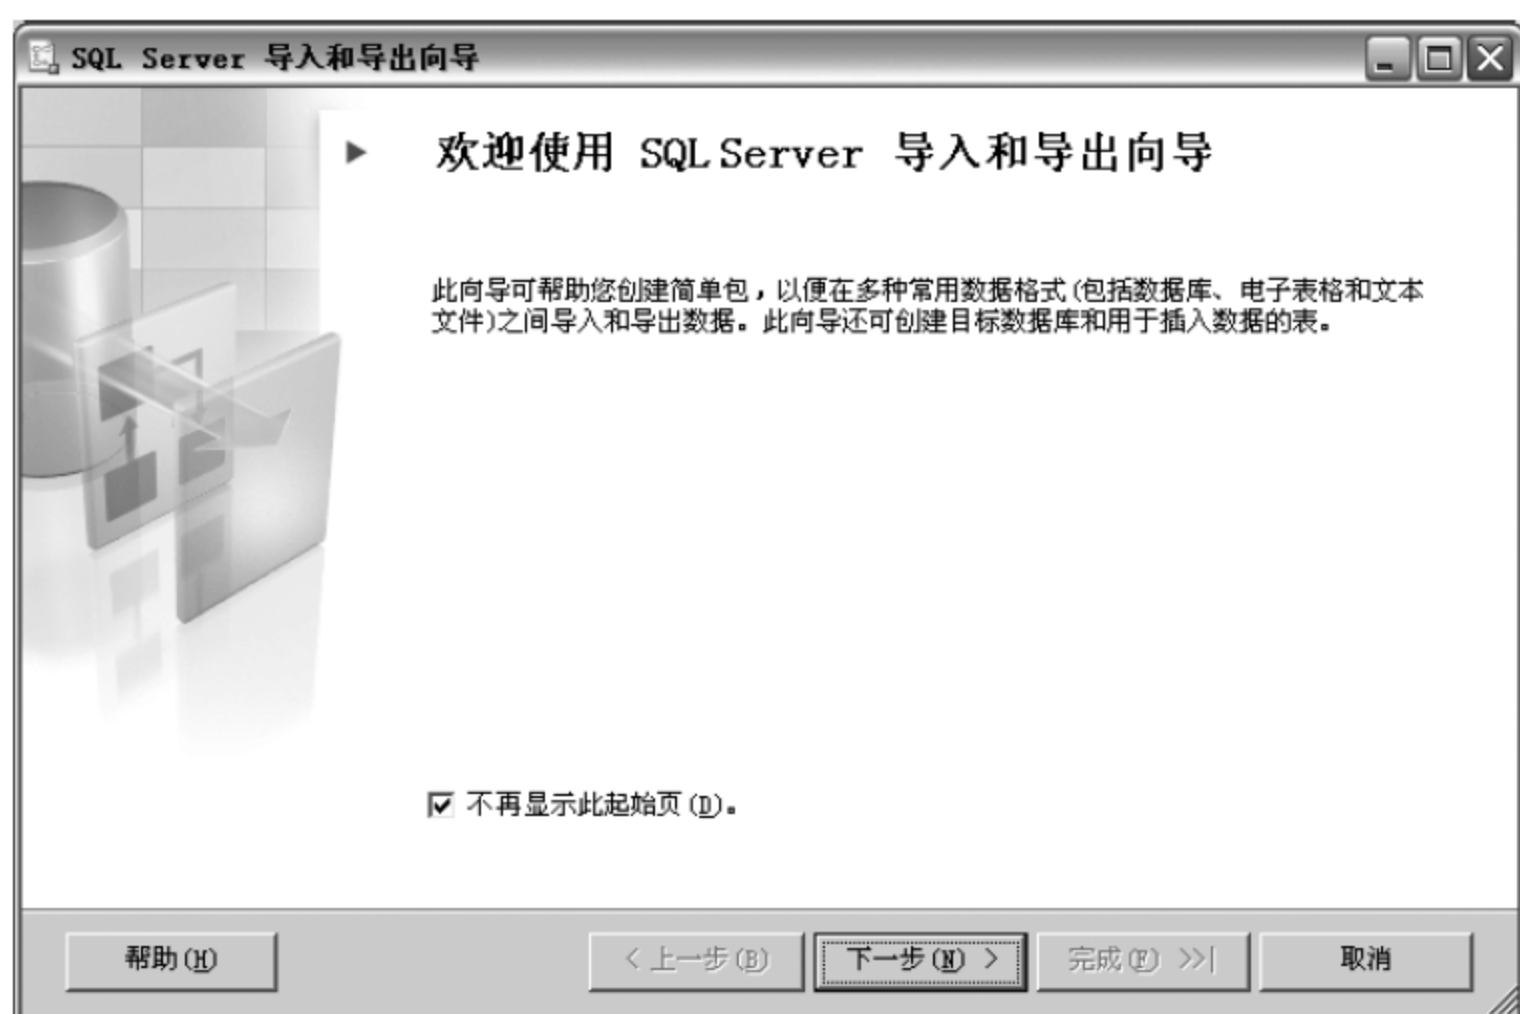 SQL Server 导入和导出向导
欢迎使用 SQL Server 导入和导出向导
此向导可帮助您创建简单包，以便在多种常用数据格式(包括数据库、电子表格和文本
文件)之间导入和导出数据。此向导还可创建目标数据库和用于插入数据的表。
不再显示此起始页(D)。
帮助(H)
< 上一步(B)
下一步(N) >
完成(F) >>|
取消